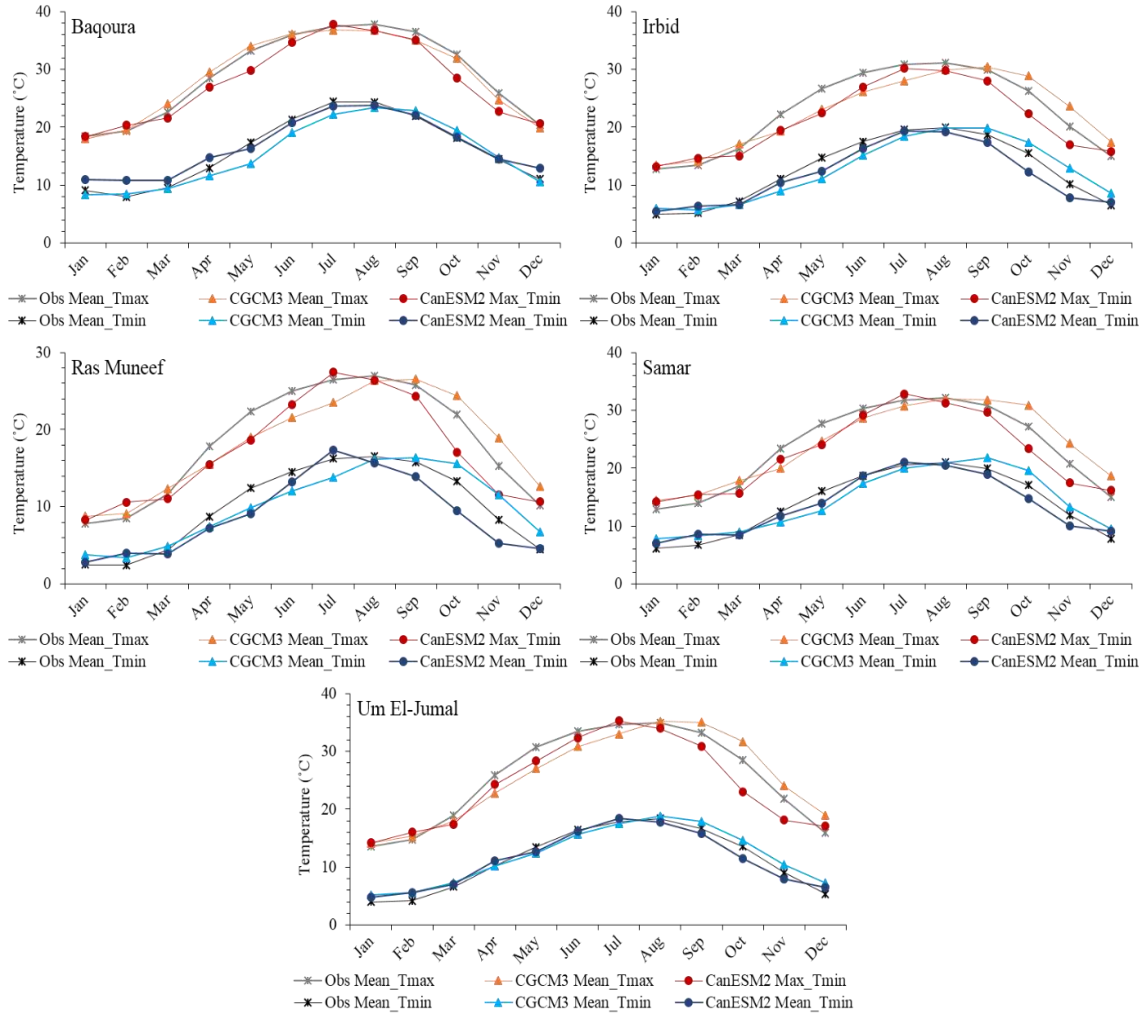 Baqoura
40
30
20
10
0
Temperature (˚C)
Jan Feb Mar Apr May Jun Jul Aug Sep Oct Nov Dec
Obs Mean_Tmax CGCM3 Mean_Tmax CanESM2 Max_Tmin
Obs Mean_Tmin CGCM3 Mean_Tmin CanESM2 Mean_Tmin
Irbid
40
30
20
10
0
Temperature (˚C)
Jan Feb Mar Apr May Jun Jul Aug Sep Oct Nov Dec
Obs Mean_Tmax CGCM3 Mean_Tmax CanESM2 Max_Tmin
Obs Mean_Tmin CGCM3 Mean_Tmin CanESM2 Mean_Tmin
Ras Muneef
30
20
10
0
Temperature (˚C)
Jan Feb Mar Apr May Jun Jul Aug Sep Oct Nov Dec
Obs Mean_Tmax CGCM3 Mean_Tmax CanESM2 Max_Tmin
Obs Mean_Tmin CGCM3 Mean_Tmin CanESM2 Mean_Tmin
Samar
40
30
20
10
0
Temperature (˚C)
Jan Feb Mar Apr May Jun Jul Aug Sep Oct Nov Dec
Obs Mean_Tmax CGCM3 Mean_Tmax CanESM2 Max_Tmin
Obs Mean_Tmin CGCM3 Mean_Tmin CanESM2 Mean_Tmin
Um El-Jumal
40
30
20
10
0
Temperature (˚C)
Jan Feb Mar Apr May Jun Jul Aug Sep Oct Nov Dec
Obs Mean_Tmax CGCM3 Mean_Tmax CanESM2 Max_Tmin
Obs Mean_Tmin CGCM3 Mean_Tmin CanESM2 Mean_Tmin